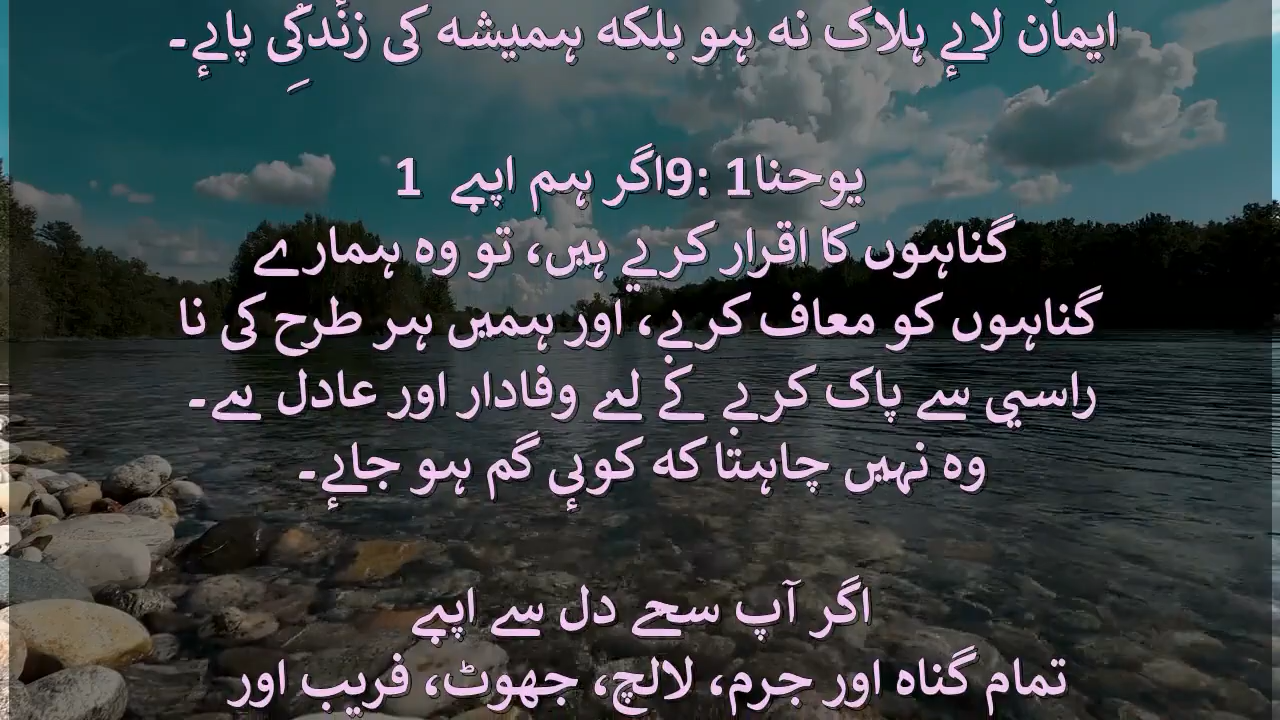 ایمان لائے ہلاک نہ ہو بلکہ ہمیشہ کی زندگی پائے۔
1 یوحنا1 :9اگر ہم اپنے
گناہوں کا اقرار کرتے ہیں، تو وہ ہمارے
گناہوں کو معاف کرنے، اور ہمیں ہر طرح کی نا
راستی سے پاک کرنے کے لئے وفادار اور عادل ہے۔
وہ نہیں چاہتا کہ کوئی گم ہو جائے۔
اگر آپ سچے دل سے اپنے
تمام گناہ اور جرم، لالچ، جھوٹ، فریب اور